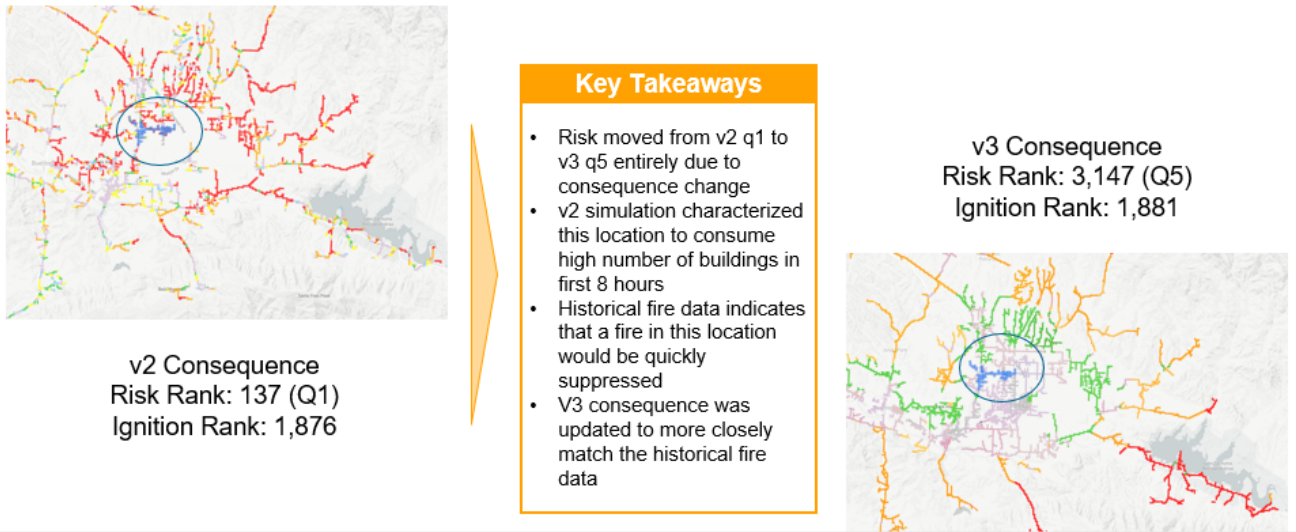 v2 Consequence
Risk Rank: 137 (Q1)
Ignition Rank: 1,876
Key Takeaways
• Risk moved from v2 q1 to
v3 q5 entirely due to
consequence change
• v2 simulation characterized
this location to consume
high number of buildings in
first 8 hours
• Historical fire data indicates
that a fire in this location
would be quickly
suppressed
• V3 consequence was
updated to more closely
match the historical fire
data
v3 Consequence
Risk Rank: 3,147 (Q5)
Ignition Rank: 1,881